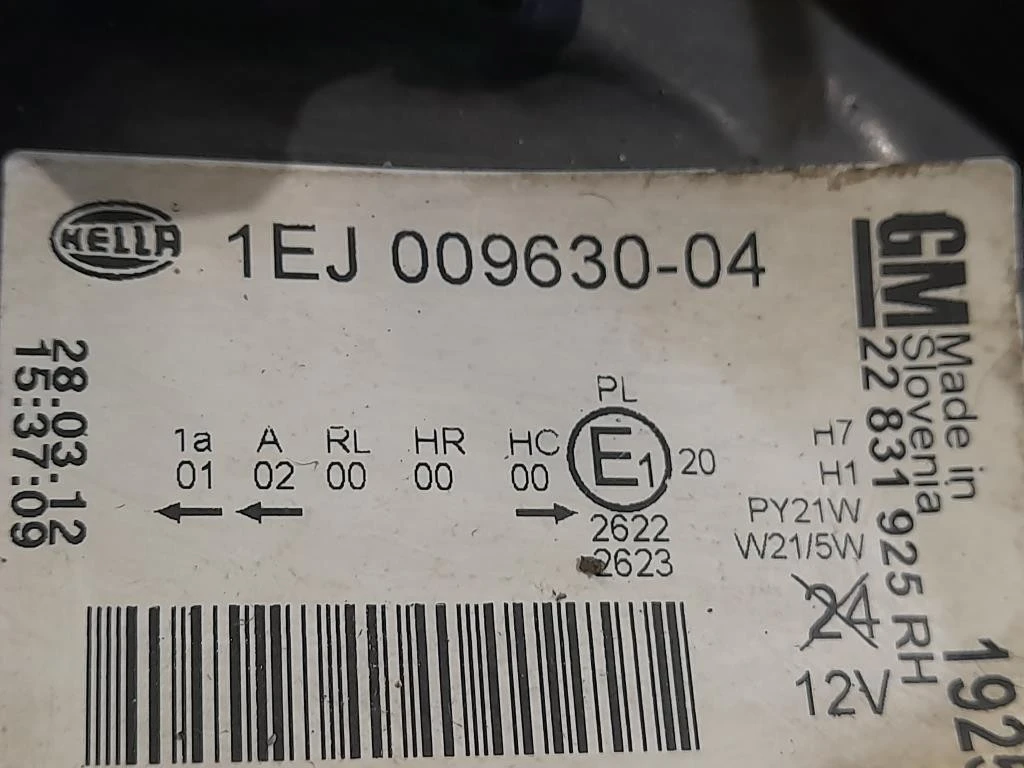 HELLA
1EJ 009630-04
28.03.12
15:37:09
1a A RL HR HC
01 02 00 00 00
PL
E1 20
2622
2623
H7
H1
PY21W
W21/5W
24
12V
GM
22 831 925 RH
Made in
Slovenia
1925